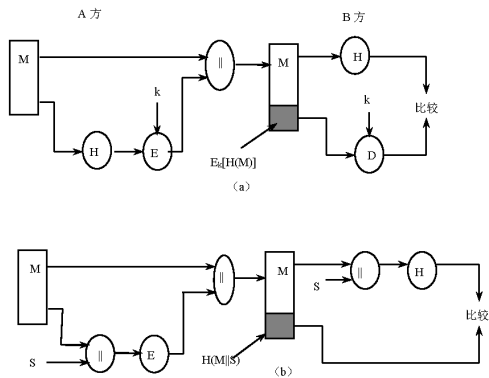 A 方 B 方
M ‖ M H
k k 比较
H E D
E_k[H(M)]
(a)
M ‖ M ‖ H
S
比较
S ‖ E
H(M‖S) (b)